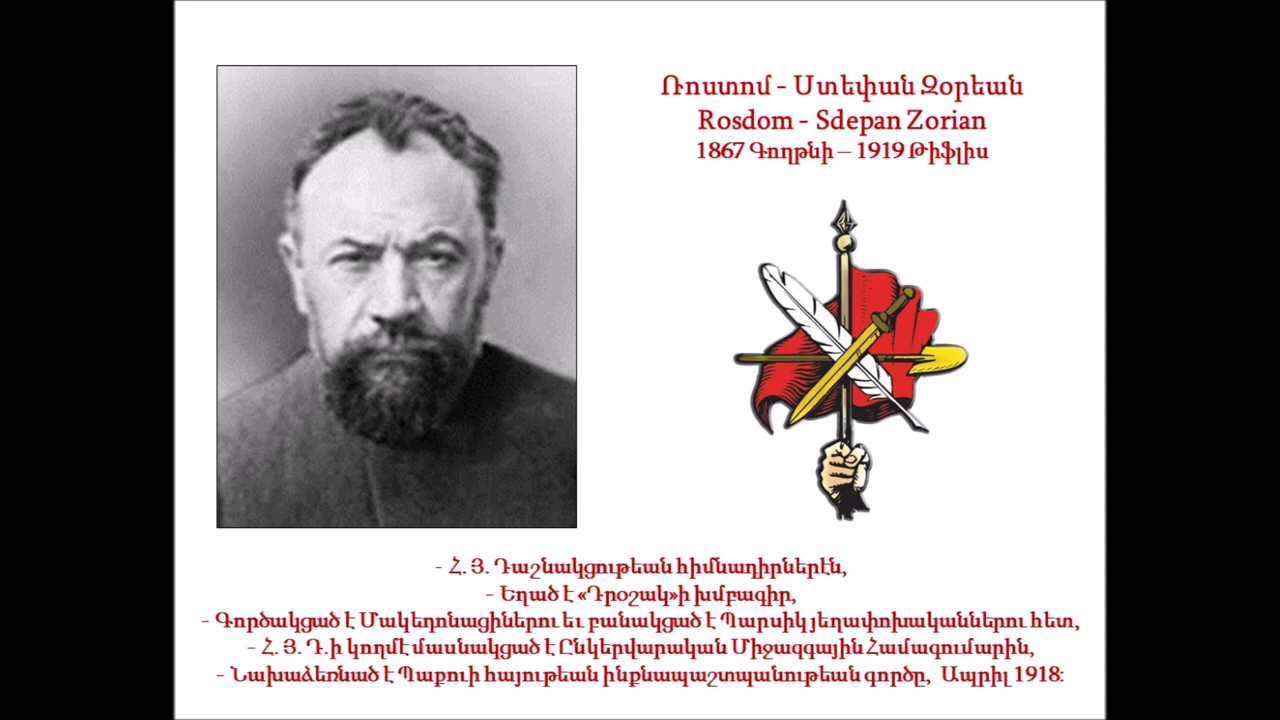 Ռոստոմ - Ստեփան Զօրեան
Rosdom - Sdepan Zorian
1867 Գողթնի – 1919 Թիֆլիս
- Հ. Յ. Դաշնակցութեան հիմնադիրներէն,
- Եղած է «Դրօշակ»ի խմբագիր,
- Գործակցած է Մակեդոնացիներու եւ բանակցած է Պարսիկ յեղափոխականներու հետ,
- Հ. Յ. Դ. ի կողմէ մասնակցած է Ընկերվարական Միջազգային Համագումարին,
- Նախաձեռնած է Պաքուի հայութեան ինքնապաշտպանութեան գործը, Ապրիլ 1918: